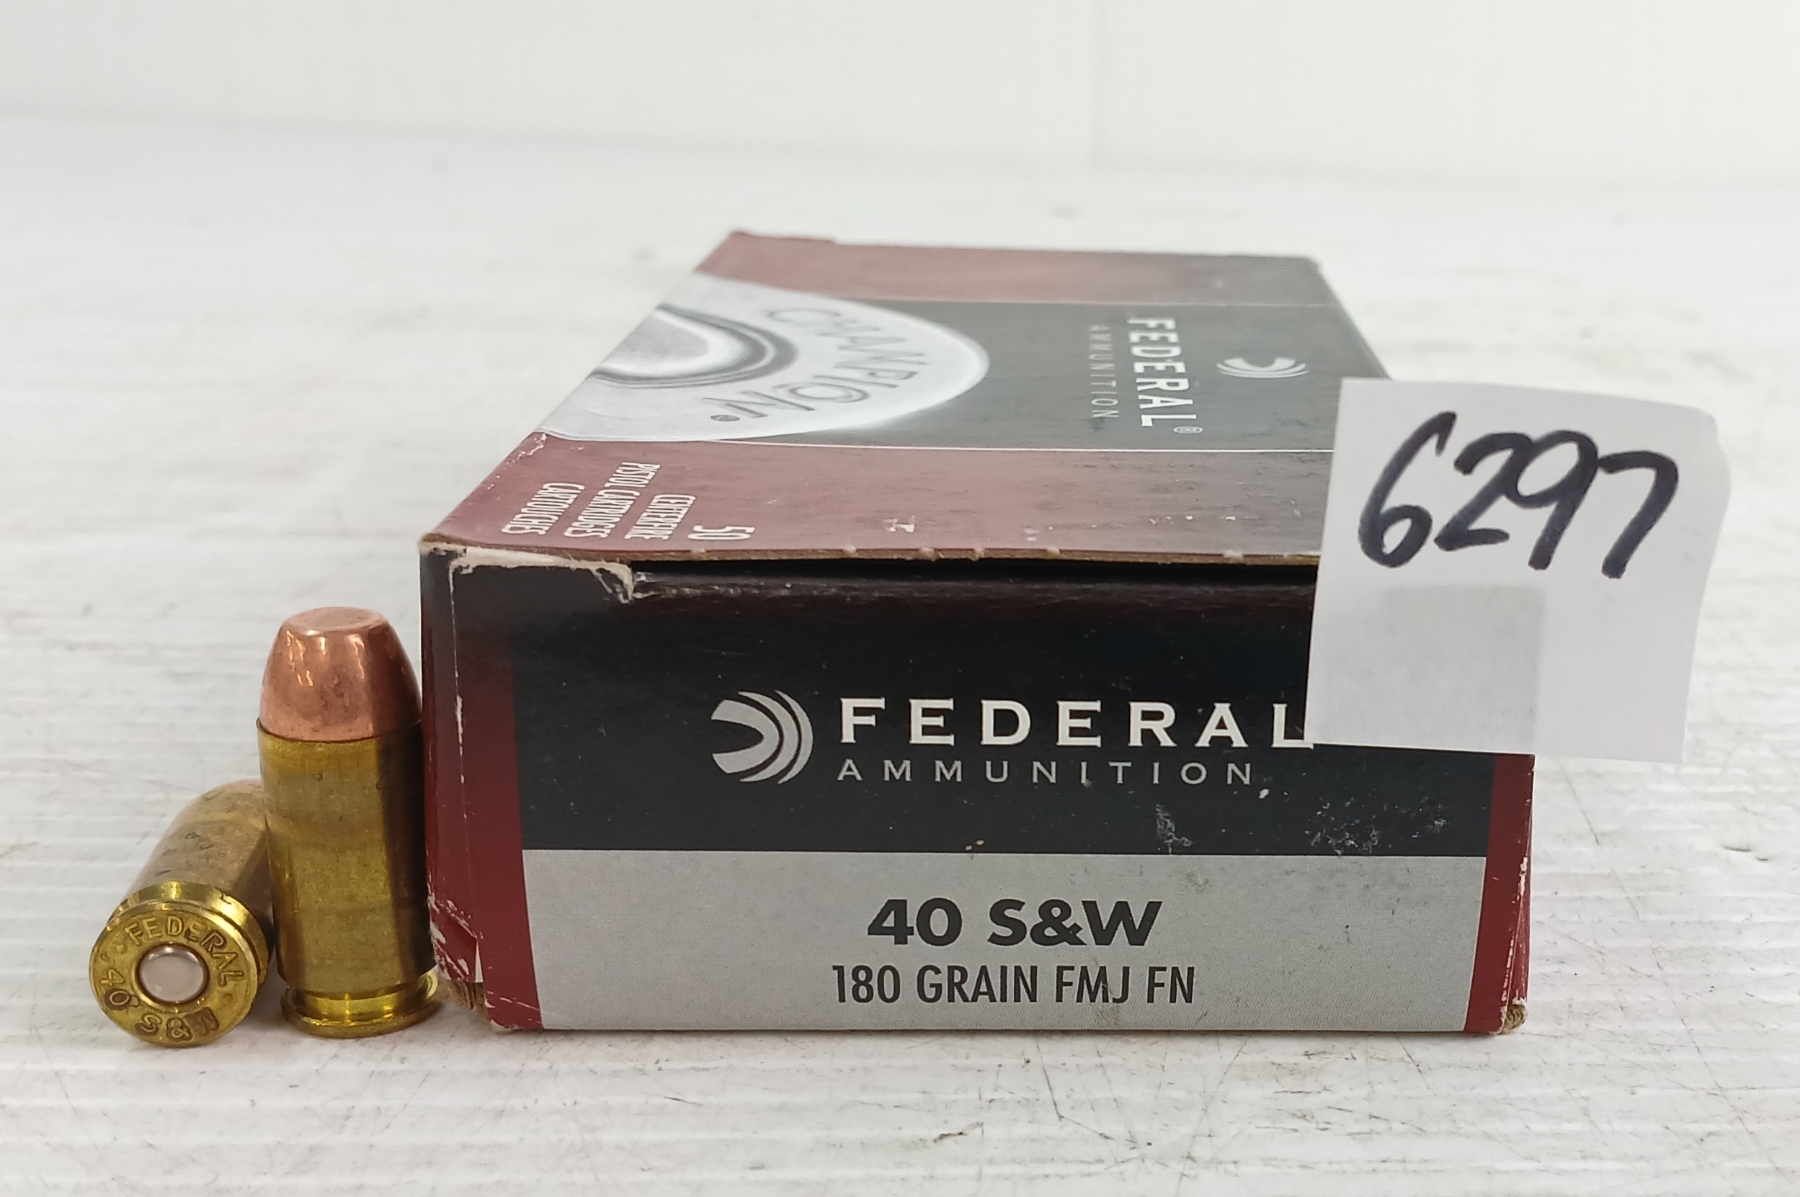 CHAMPION®
FEDERAL®
AMMUNITION
50
CENTERFIRE
PISTOL CARTRIDGES
CARTOUCHES
6297
FEDERAL
AMMUNITION
40 S&W
180 GRAIN FMJ FN
FEDERAL
40 S&W